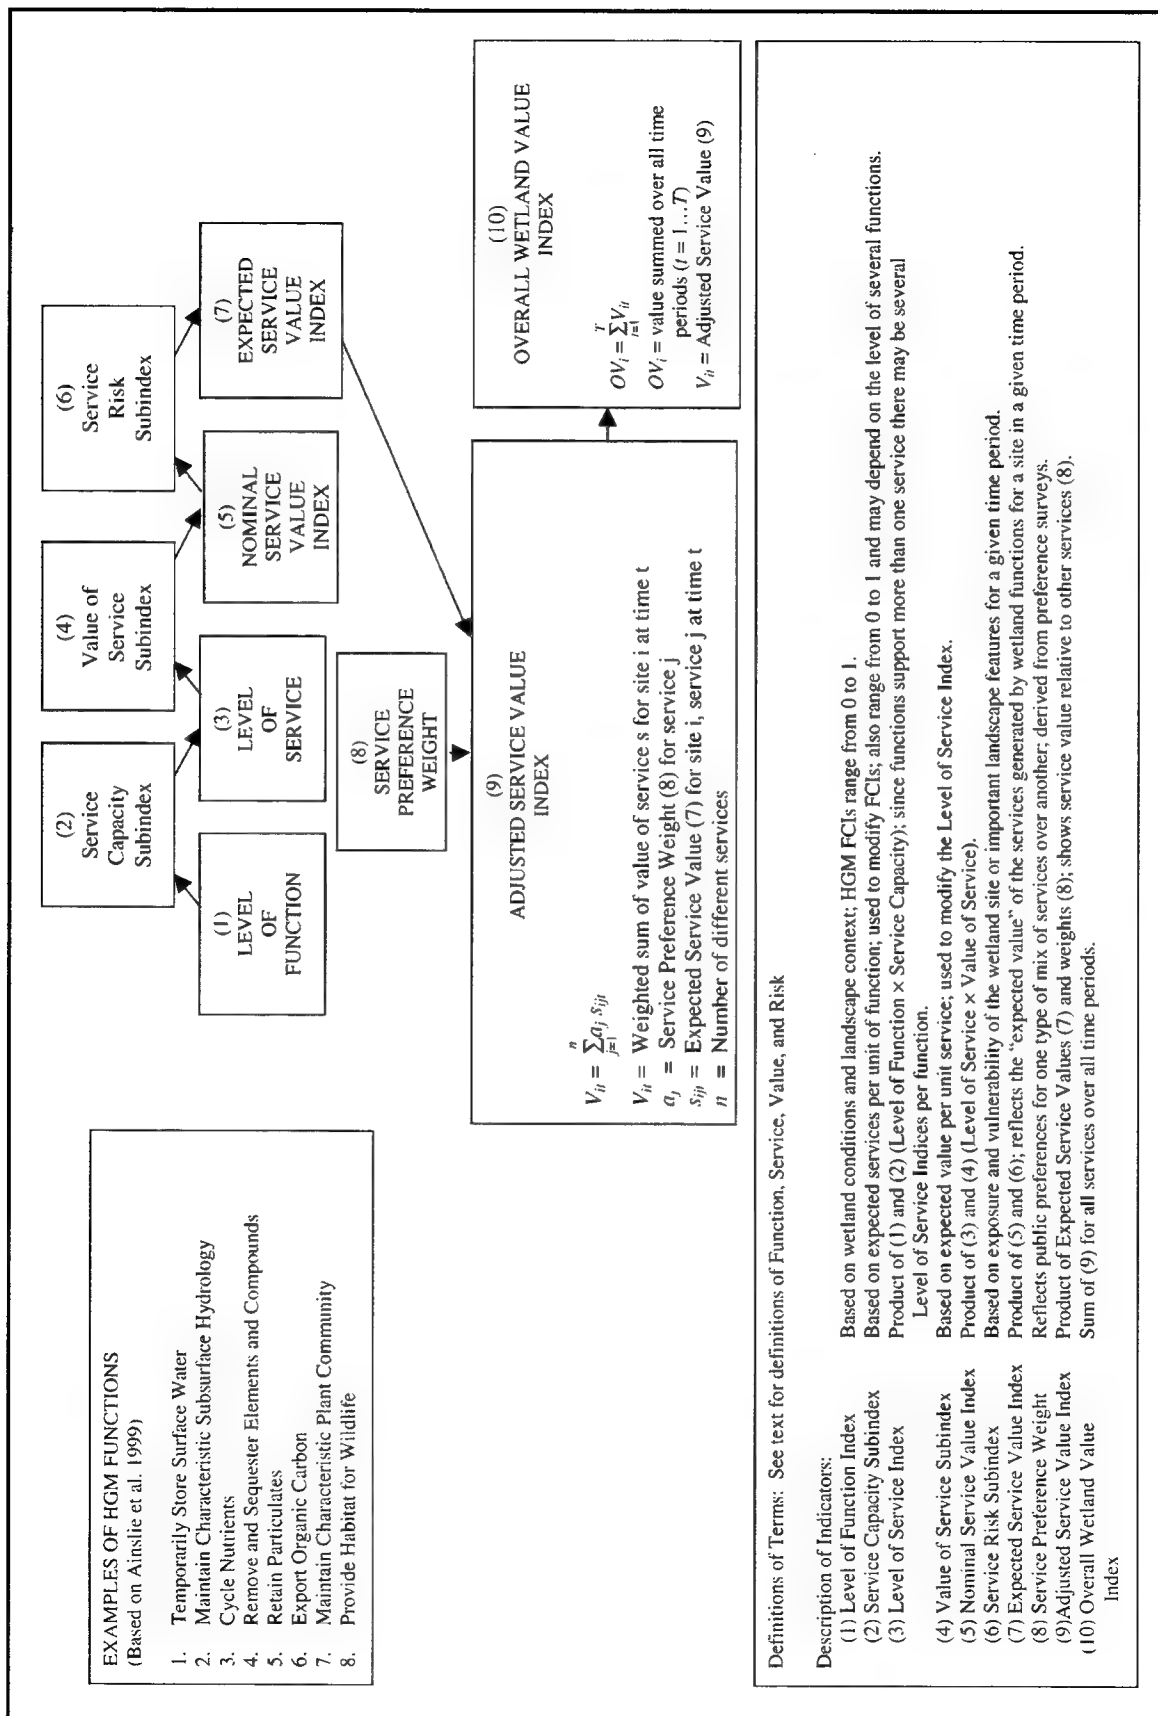 EXAMPLES OF HGM FUNCTIONS
(Based on Ainslie et al. 1999)
1. Temporarily Store Surface Water
2. Maintain Characteristic Subsurface Hydrology
3. Cycle Nutrients
4. Remove and Sequester Elements and Compounds
5. Retain Particulates
6. Export Organic Carbon
7. Maintain Characteristic Plant Community
8. Provide Habitat for Wildlife
(2)
Service
Capacity
Subindex
(4)
Value of
Service
Subindex
(6)
Service
Risk
Subindex
(1)
LEVEL
OF
FUNCTION
(3)
LEVEL
OF
SERVICE
(5)
NOMINAL
SERVICE
VALUE
INDEX
(7)
EXPECTED
SERVICE
VALUE
INDEX
(8)
SERVICE
PREFERENCE
WEIGHT
(9)
ADJUSTED SERVICE VALUE
INDEX
V_it = n∑j=1 a_j s_ijt
V_it = Weighted sum of value of service s for site i at time t
a_j = Service Preference Weight (8) for service j
s_ijt = Expected Service Value (7) for site i, service j at time t
n = Number of different services
(10)
OVERALL WETLAND VALUE
INDEX
OV_i = T∑t=1 V_it
OV_i = value summed over all time
periods (t = 1...T)
V_it = Adjusted Service Value (9)
Definitions of Terms: See text for definitions of Function, Service, Value, and Risk
Description of Indicators:
(1) Level of Function Index Based on wetland conditions and landscape context; HGM FCIs range from 0 to 1.
(2) Service Capacity Subindex Based on expected services per unit of function; used to modify FCIs; also range from 0 to 1 and may depend on the level of several functions.
(3) Level of Service Index Product of (1) and (2) (Level of Function × Service Capacity)); since functions support more than one service there may be several
Level of Service Indices per function.
(4) Value of Service Subindex Based on expected value per unit service; used to modify the Level of Service Index.
(5) Nominal Service Value Index Product of (3) and (4) (Level of Service × Value of Service).
(6) Service Risk Subindex Based on exposure and vulnerability of the wetland site or important landscape features for a given time period.
(7) Expected Service Value Index Product of (5) and (6); reflects the "expected value" of the services generated by wetland functions for a site in a given time period.
(8) Service Preference Weight Reflects public preferences for one type of mix of services over another; derived from preference surveys.
(9)Adjusted Service Value Index Product of Expected Service Values (7) and weights (8); shows service value relative to other services (8).
(10) Overall Wetland Value Sum of (9) for all services over all time periods.
Index